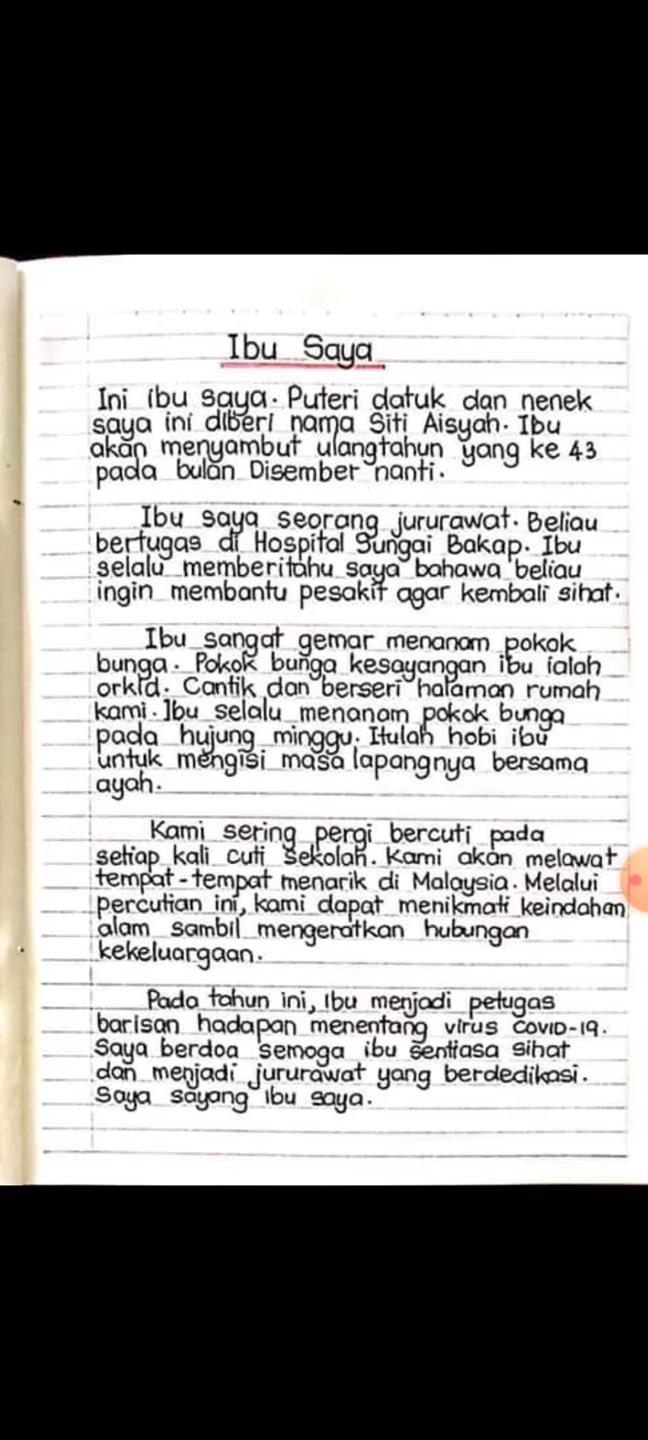 Ibu Saya
Ini ibu saya. Puteri datuk dan nenek
saya ini diberi nama Siti Aisyah. Ibu
akan menyambut ulangtahun yang ke 43
pada bulan Disember nanti.
Ibu saya seorang jururawat. Beliau
bertugas di Hospital Sungai Bakap. Ibu
selalu memberitahu saya bahawa beliau
ingin membantu pesakit agar kembali sihat.
Ibu sangat gemar menanam pokok
bunga. Pokok bunga kesayangan ibu ialah
orkid. Cantik dan berseri halaman rumah
kami. Ibu selalu menanam pokok bunga
pada hujung minggu. Itulah hobi ibu
untuk mengisi masa lapangnya bersama
ayah.
Kami sering pergi bercuti pada
setiap kali cuti sekolah. Kami akan melawat
tempat-tempat menarik di Malaysia. Melalui
percutian ini, kami dapat menikmati keindahan
alam sambil mengeratkan hubungan
kekeluargaan.
Pada tahun ini, ibu menjadi petugas
barisan hadapan menentang virus COVID-19.
Saya berdoa semoga ibu sentiasa sihat
dan menjadi jururawat yang berdedikasi.
Saya sayang ibu saya.